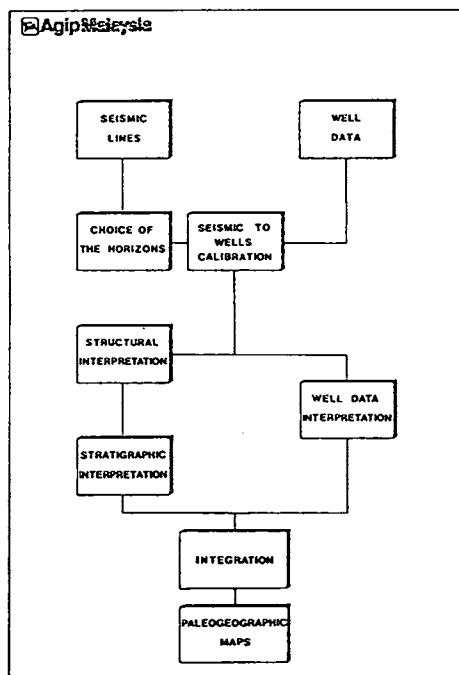 Agip Malaysia
SEISMIC
LINES
WELL
DATA
CHOICE OF
THE HORIZONS
SEISMIC TO
WELLS
CALIBRATION
STRUCTURAL
INTERPRETATION
WELL DATA
INTERPRETATION
STRATIGRAPHIC
INTERPRETATION
INTEGRATION
PALEOGEOGRAPHIC
MAPS